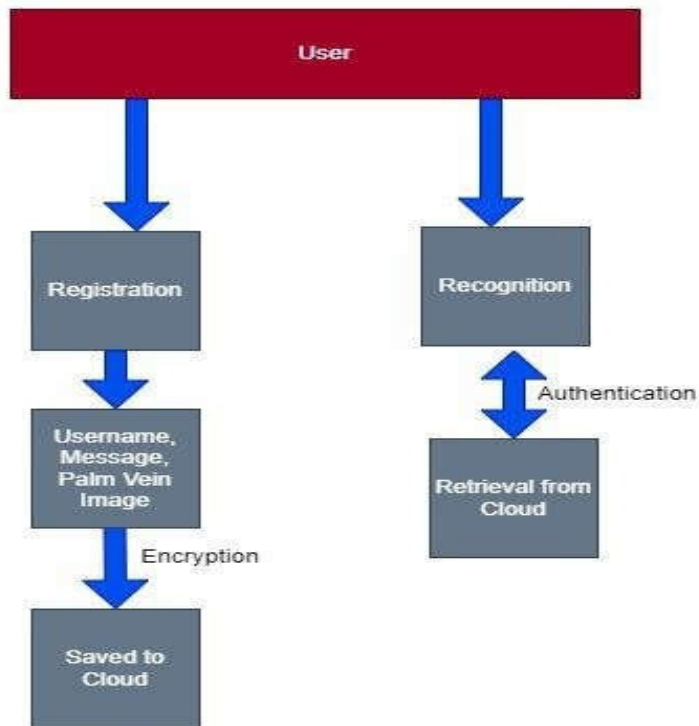 User
Registration
Recognition
Authentication
Username,
Message,
Palm Vein
Image
Retrieval from
Cloud
Encryption
Saved to
Cloud